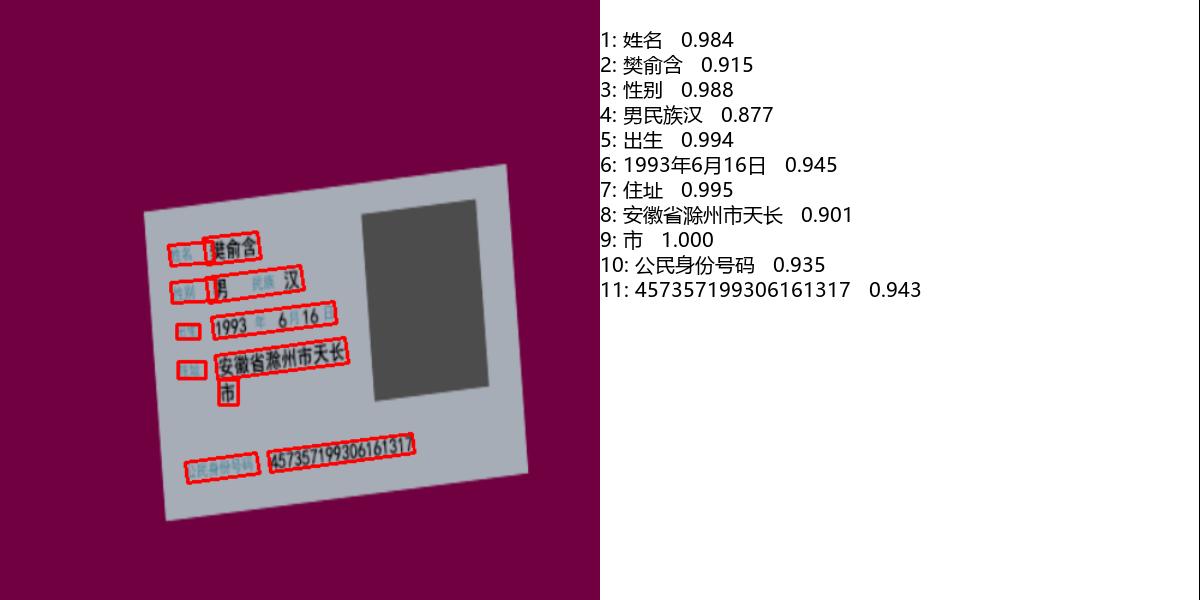 姓名 樊俞含
性别 男 民族 汉
出生 1993 年 6 月 16 日
住址 安徽省滁州市天长
市
公民身份号码 457357199306161317
1: 姓名 0.984
2: 樊俞含 0.915
3: 性别 0.988
4: 男民族汉 0.877
5: 出生 0.994
6: 1993年6月16日 0.945
7: 住址 0.995
8: 安徽省滁州市天长 0.901
9: 市 1.000
10: 公民身份号码 0.935
11: 457357199306161317 0.943